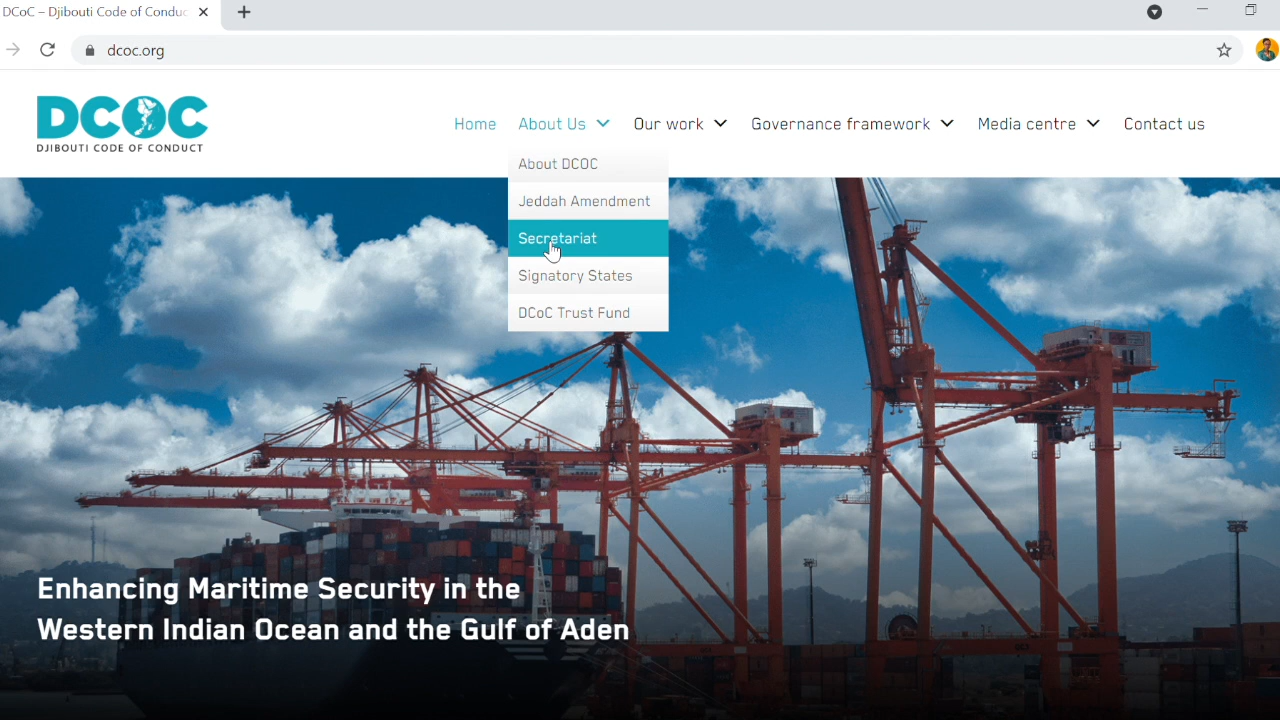 DCoC – Djibouti Code of Conduc
dcoc.org
DCOC
DJIBOUTI CODE OF CONDUCT
Home About Us Our work Governance framework Media centre Contact us
About DCOC
Jeddah Amendment
Secretariat
Signatory States
DCoC Trust Fund
Enhancing Maritime Security in the
Western Indian Ocean and the Gulf of Aden